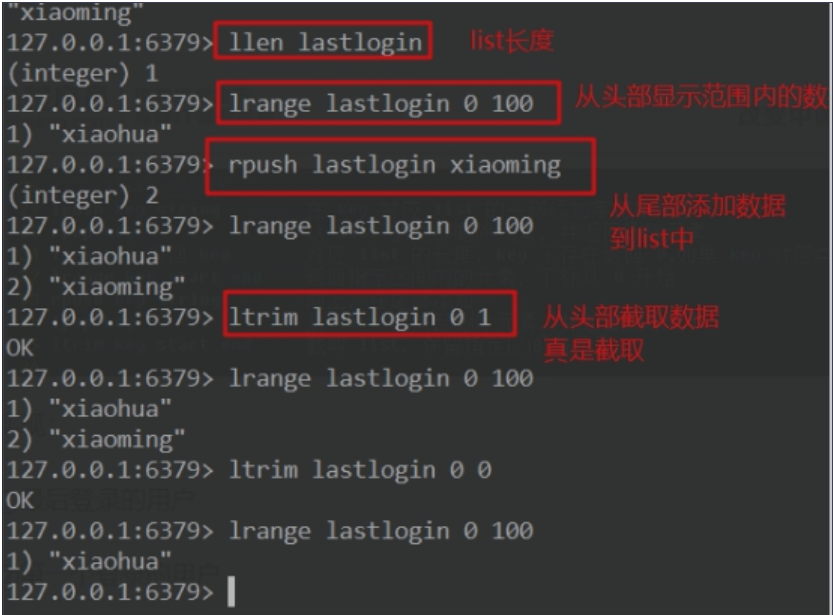 "xiaoming"
127.0.0.1:6379> llen lastlogin list长度
(integer) 1
127.0.0.1:6379> lrange lastlogin 0 100 从头部显示范围内的数
1) "xiaohua"
127.0.0.1:6379> rpush lastlogin xiaoming
(integer) 2
从尾部添加数据
127.0.0.1:6379> lrange lastlogin 0 100
到list中
1) "xiaohua"
2) "xiaoming"
127.0.0.1:6379> ltrim lastlogin 0 1 从头部截取数据
OK
真是截取
127.0.0.1:6379> lrange lastlogin 0 100
1) "xiaohua"
2) "xiaoming"
127.0.0.1:6379> ltrim lastlogin 0 0
OK
127.0.0.1:6379> lrange lastlogin 0 100
1) "xiaohua"
127.0.0.1:6379>